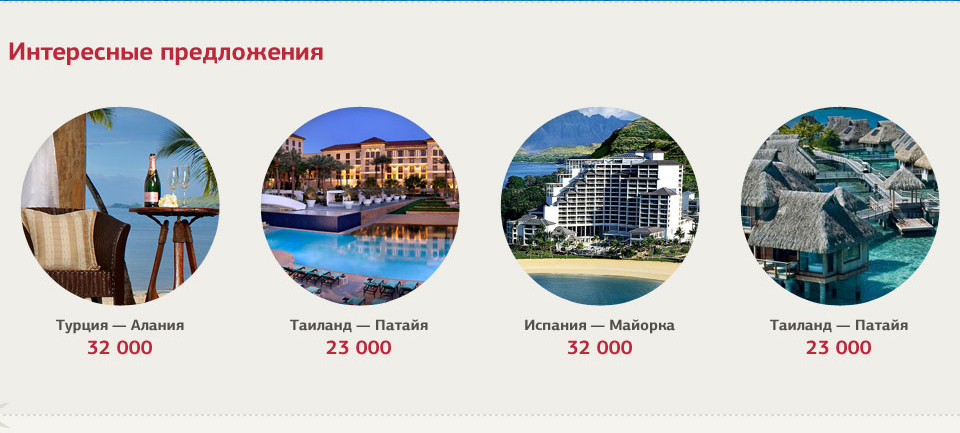 Интересные предложения
Турция — Алания
32 000
Таиланд — Патайя
23 000
Испания — Майорка
32 000
Таиланд — Патайя
23 000